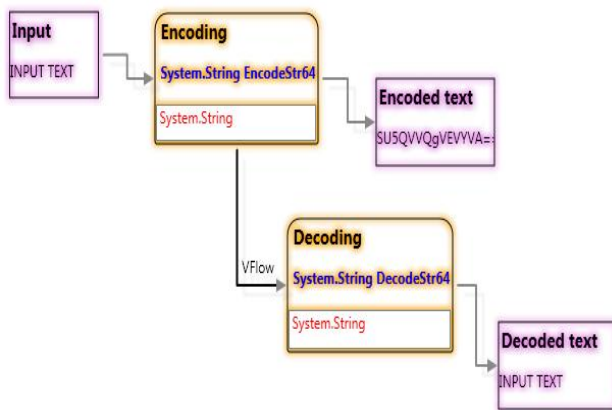 Input
INPUT TEXT
Encoding
System.String EncodeStr64
System.String
Encoded text
SU5QVVQgVEVYVA==
VFlow
Decoding
System.String DecodeStr64
System.String
Decoded text
INPUT TEXT